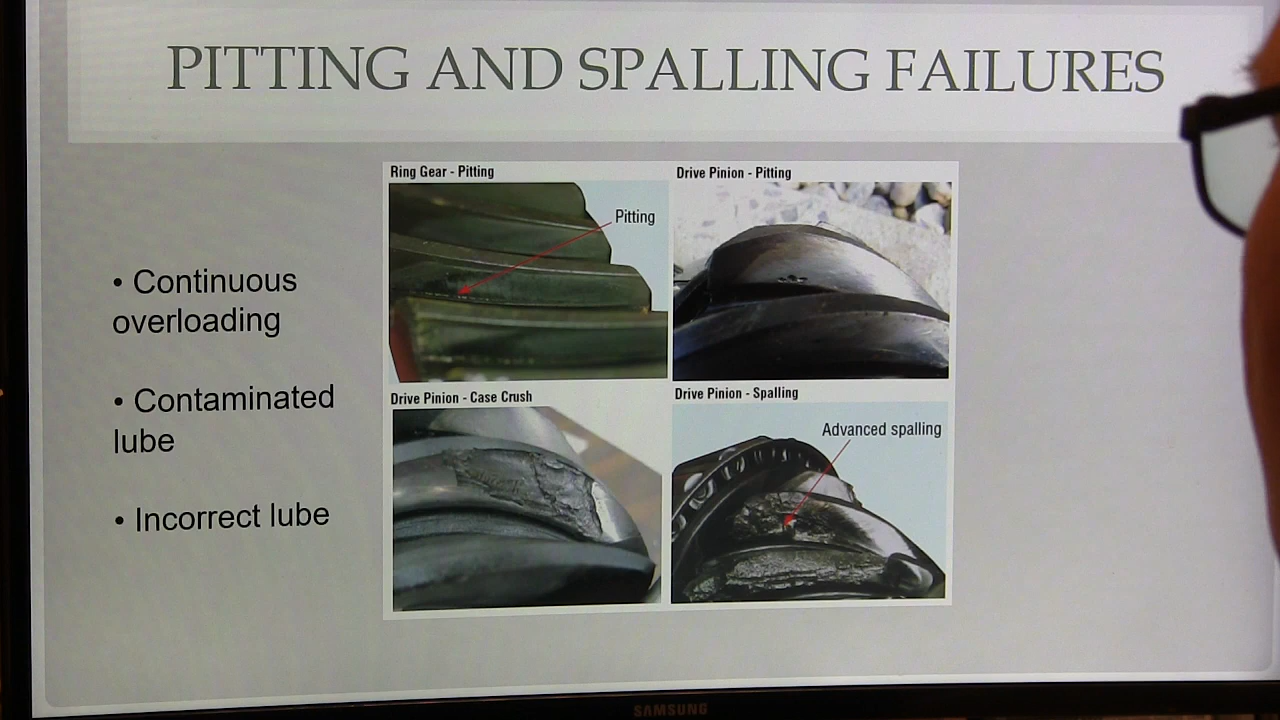 PITTING AND SPALLING FAILURES
• Continuous
overloading
• Contaminated
lube
• Incorrect lube
Ring Gear - Pitting
Pitting
Drive Pinion - Pitting
Drive Pinion - Case Crush
Drive Pinion - Spalling
Advanced spalling
SAMSUNG